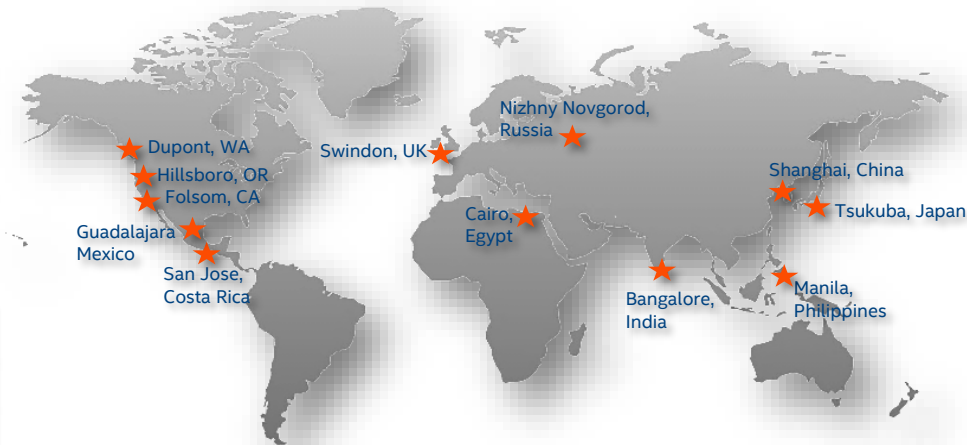 Dupont, WA
Hillsboro, OR
Folsom, CA
Guadalajara
Mexico
San Jose,
Costa Rica
Swindon, UK
Nizhny Novgorod,
Russia
Cairo,
Egypt
Shanghai, China
Tsukuba, Japan
Bangalore,
India
Manila,
Philippines